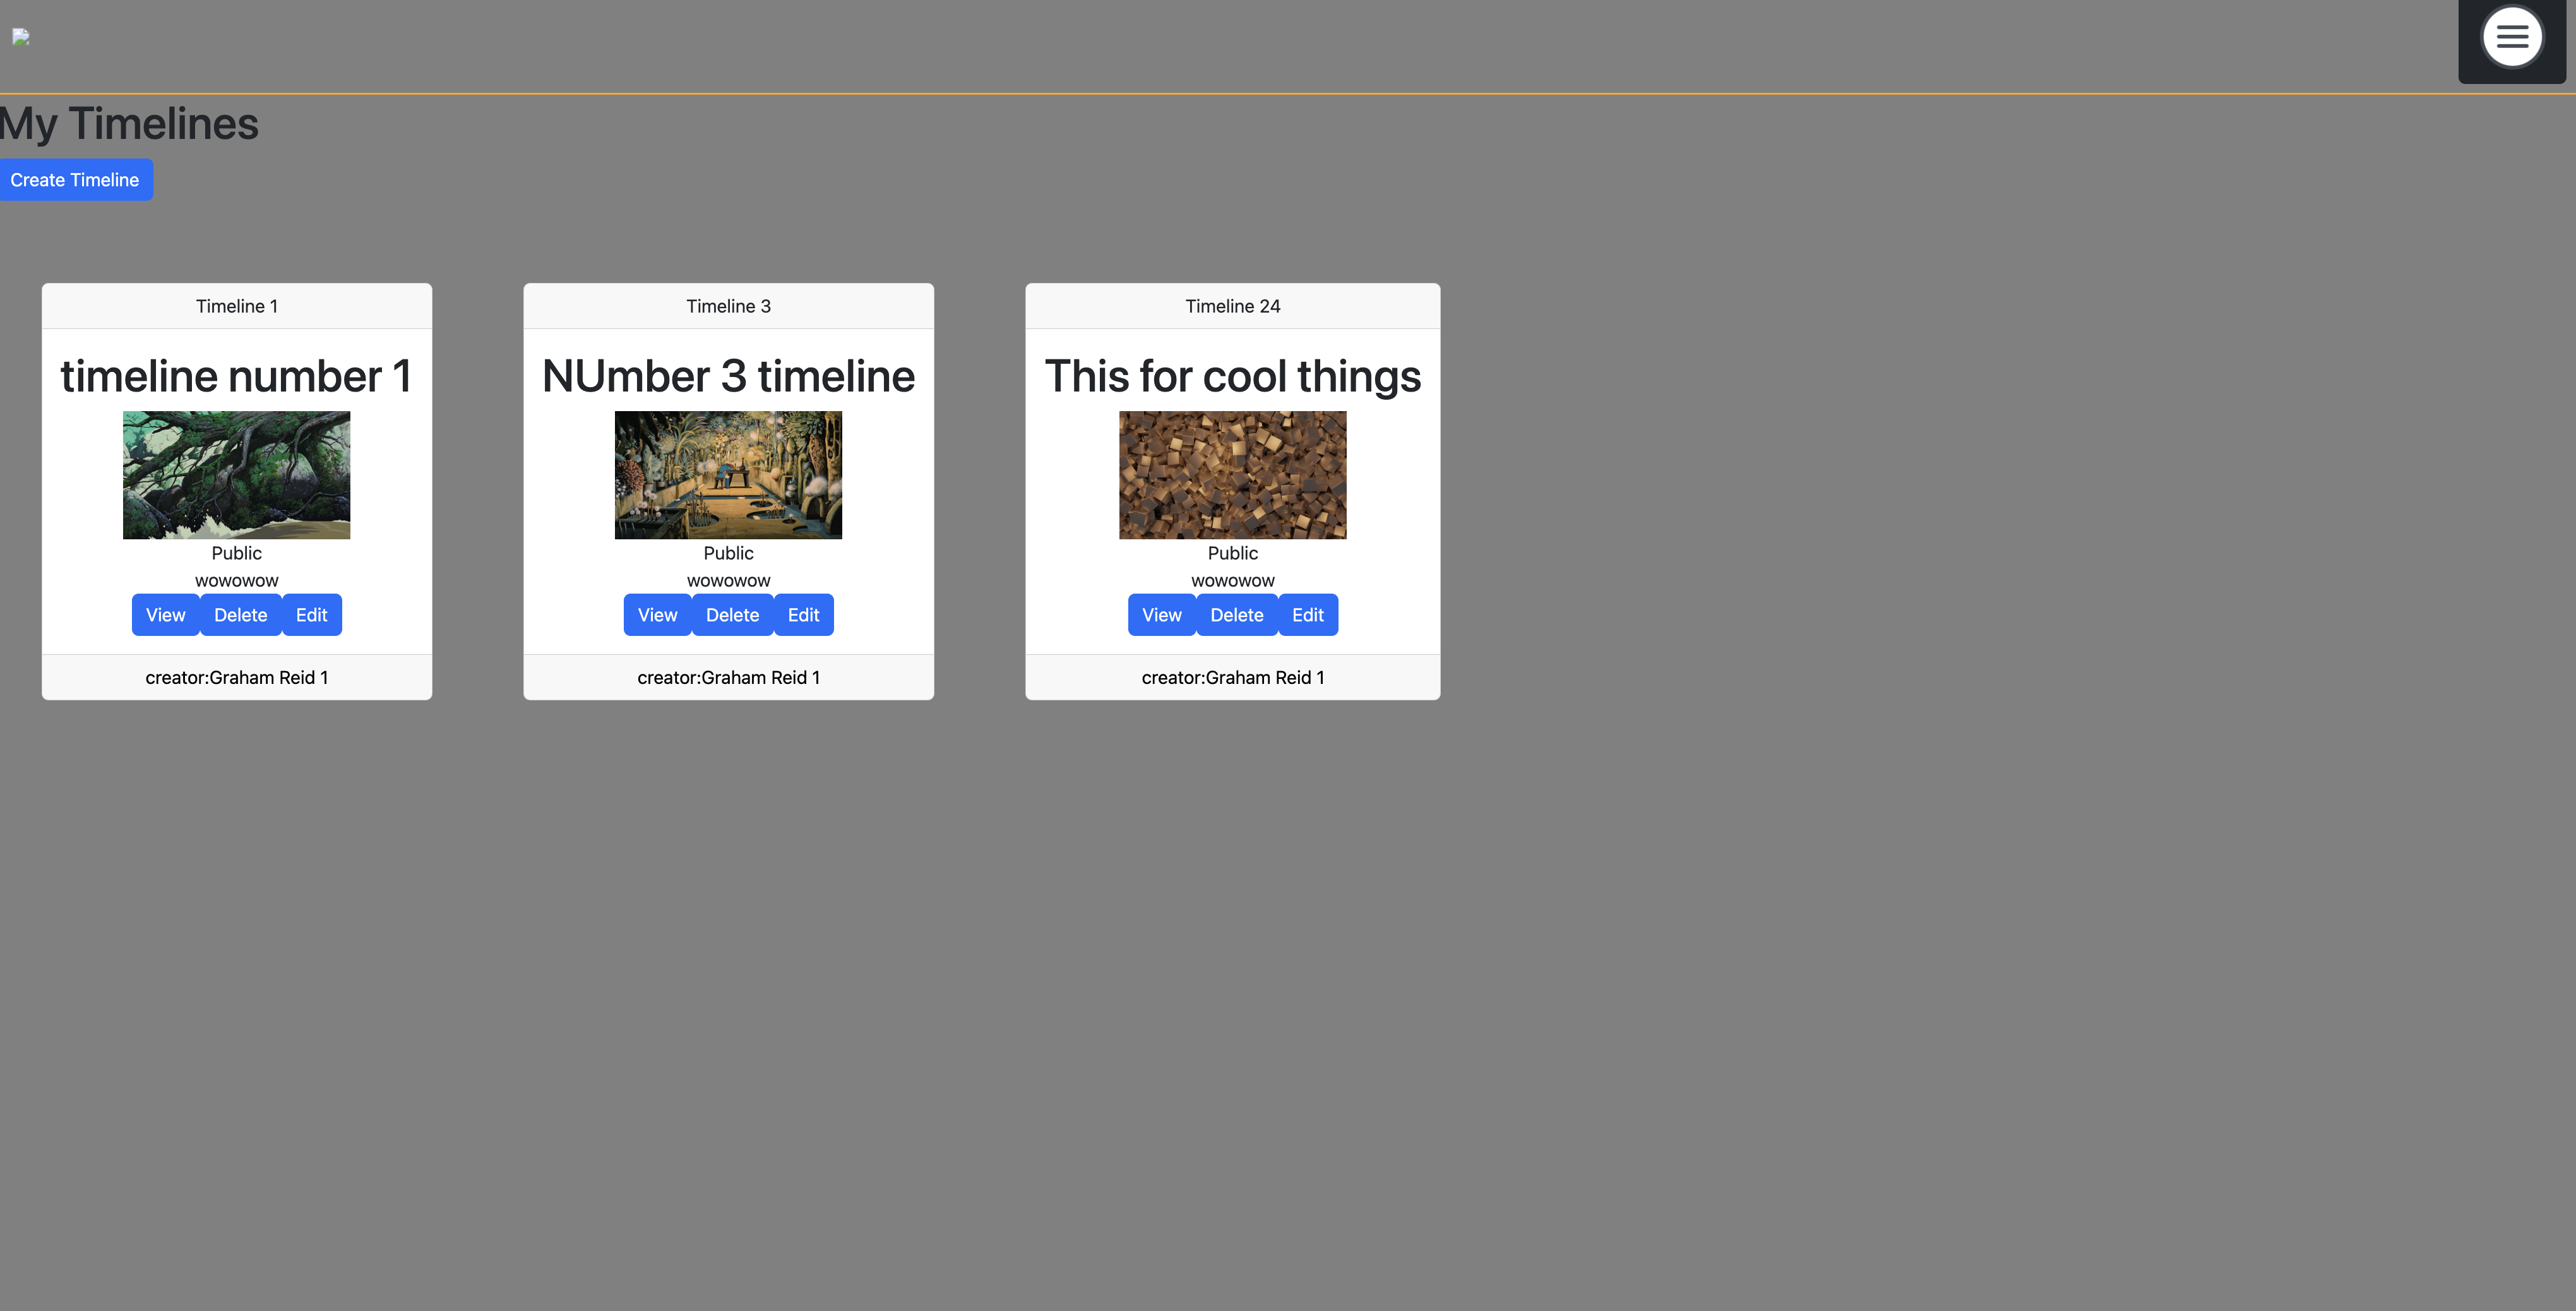 My Timelines
Create Timeline
Timeline 1
timeline number 1
Public
wowowow
View Delete Edit
creator:Graham Reid 1
Timeline 3
NUmber 3 timeline
Public
wowowow
View Delete Edit
creator:Graham Reid 1
Timeline 24
This for cool things
Public
wowowow
View Delete Edit
creator:Graham Reid 1